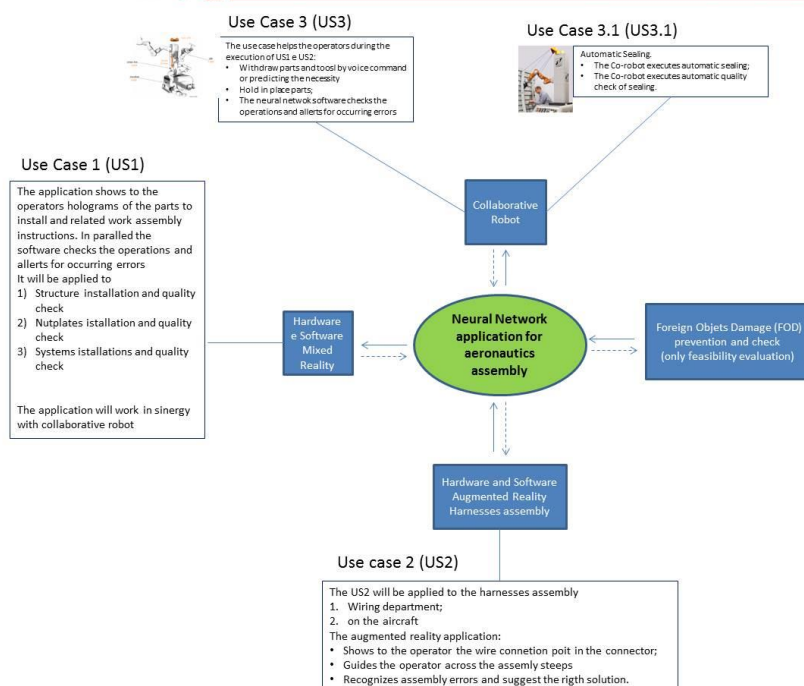 Use Case 3 (US3)
The use case helps the operators during the
execution of US1 e US2:
• Withdraw parts and toosl by voice command
or predicting the necessity
• Hold in place parts;
• The neural netwok software checks the
operations and allerts for occurring errors
Use Case 3.1 (US3.1)
Automatic Sealing.
• The Co-robot executes automatic sealing;
• The Co-robot executes automatic quality
check of sealing.
Use Case 1 (US1)
The application shows to the
operators holograms of the parts to
install and related work assembly
instructions. In paralled the
software checks the operations and
allerts for occurring errors
It will be applied to
1) Structure installation and quality
check
2) Nutplates istallation and quality
check
3) Systems istallations and quality
check
The application will work in sinergy
with collaborative robot
Collaborative
Robot
Hardware
e Software
Mixed
Reality
Neural Network
application for
aeronautics
assembly
Foreign Objets Damage (FOD)
prevention and check
(only feasibility evaluation)
Hardware and Software
Augmented Reality
Harnesses assembly
Use case 2 (US2)
The US2 will be applied to the harnesses assembly
1. Wiring department;
2. on the aircraft
The augmented reality application:
• Shows to the operator the wire connetion poit in the connector;
• Guides the operator across the assemly steeps
• Recognizes assembly errors and suggest the rigth solution.